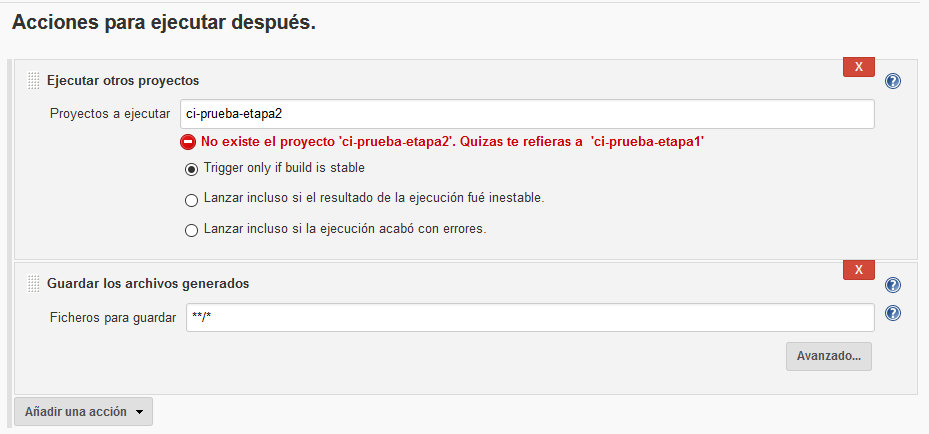 Acciones para ejecutar después.
X
Ejecutar otros proyectos
?
Proyectos a ejecutar ci-prueba-etapa2
No existe el proyecto 'ci-prueba-etapa2'. Quizas te refieras a 'ci-prueba-etapa1'
Trigger only if build is stable
Lanzar incluso si el resultado de la ejecución fué inestable.
Lanzar incluso si la ejecución acabó con errores.
X
Guardar los archivos generados
?
Ficheros para guardar **/*
?
Avanzado...
Añadir una acción